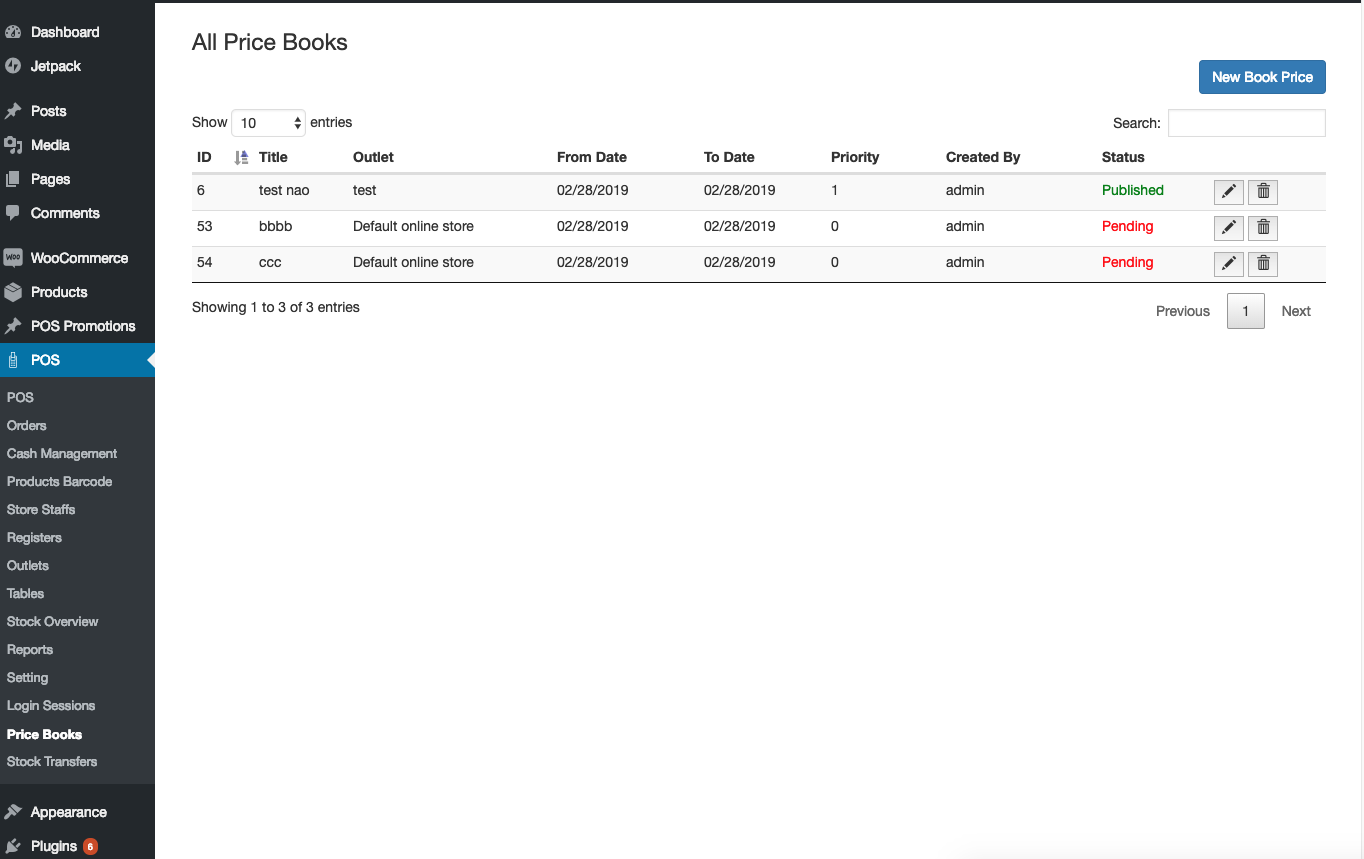 Dashboard
Jetpack
Posts
Media
Pages
Comments
WOO WooCommerce
Products
POS Promotions
POS
POS
Orders
Cash Management
Products Barcode
Store Staffs
Registers
Outlets
Tables
Stock Overview
Reports
Setting
Login Sessions
Price Books
Stock Transfers
Appearance
Plugins 6
All Price Books
New Book Price
Show 10 entries Search:
ID Title Outlet From Date To Date Priority Created By Status
6 test nao test 02/28/2019 02/28/2019 1 admin Published
53 bbbb Default online store 02/28/2019 02/28/2019 0 admin Pending
54 ccc Default online store 02/28/2019 02/28/2019 0 admin Pending
Showing 1 to 3 of 3 entries
Previous 1 Next